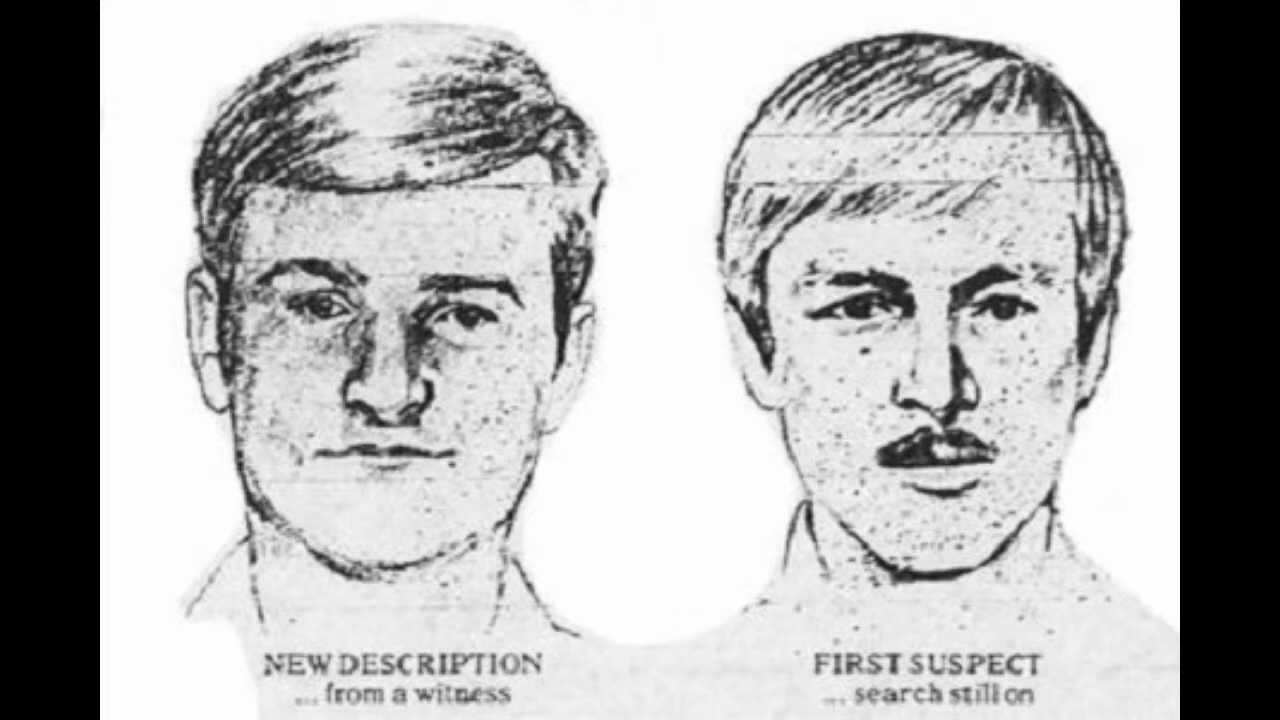 NEW DESCRIPTION
... from a witness
FIRST SUSPECT
... search still on